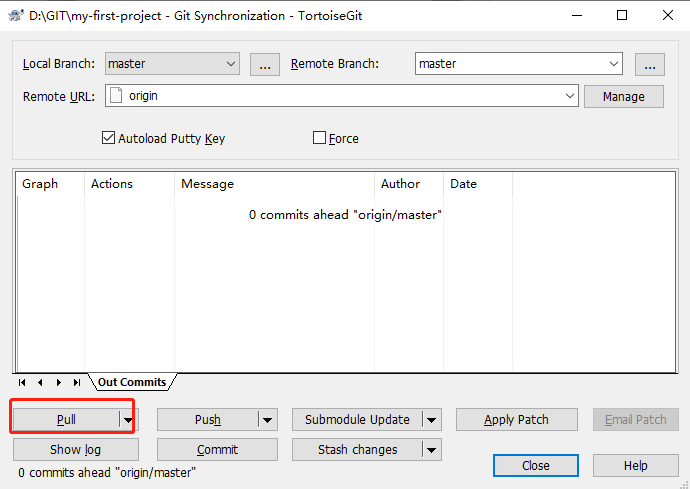 D:\GIT\my-first-project - Git Synchronization - TortoiseGit
Local Branch: master ... Remote Branch: master ...
Remote URL: origin Manage
Autoload Putty Key Force
Graph Actions Message Author Date
0 commits ahead "origin/master"
Out Commits
Pull Push Submodule Update Apply Patch Email Patch
Show log Commit Stash changes
Close Help
0 commits ahead "origin/master"